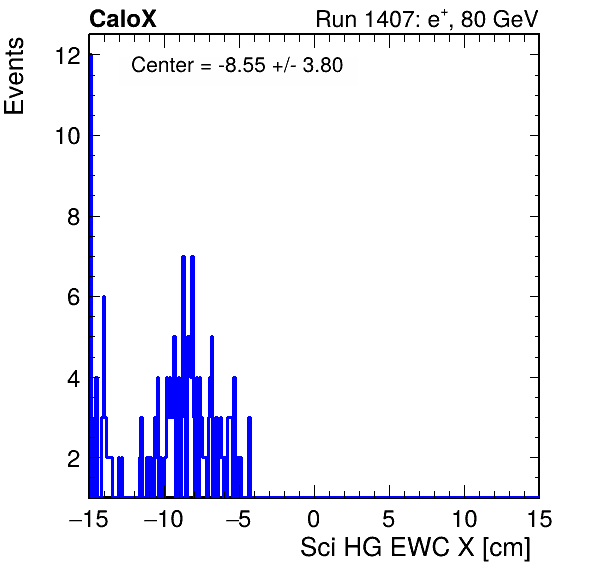 CaloX Run 1407: e⁺, 80 GeV
Center = -8.55 +/- 3.80
Events
12
10
8
6
4
2
−15 −10 −5 0 5 10 15
Sci HG EWC X [cm]